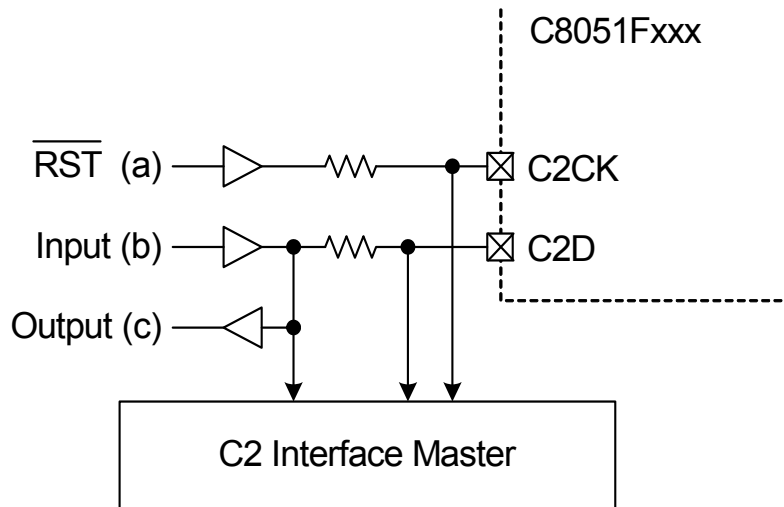 C8051Fxxx
RST (a)
C2CK
Input (b)
C2D
Output (c)
C2 Interface Master